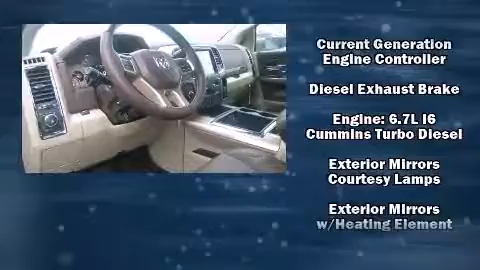 Current Generation
Engine Controller
Diesel Exhaust Brake
Engine: 6.7L I6
Cummins Turbo Diesel
Exterior Mirrors
Courtesy Lamps
Exterior Mirrors
w/Heating Element